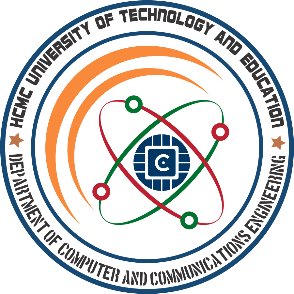 HCMC UNIVERSITY OF TECHNOLOGY AND EDUCATION
C
DEPARTMENT OF COMPUTER AND COMMUNICATIONS ENGINEERING